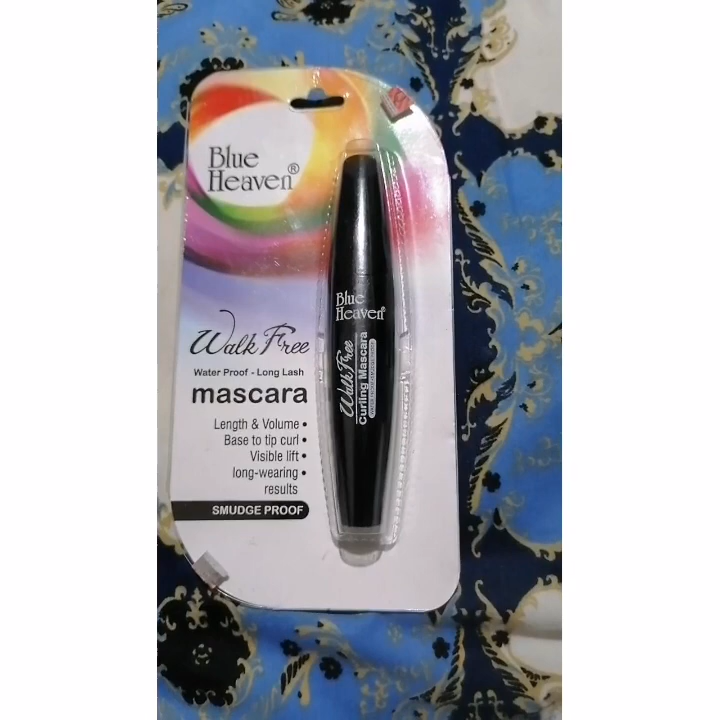 Blue
Heaven®
Walk Free
Water Proof - Long Lash
mascara
Length & Volume •
Base to tip curl •
Visible lift •
long-wearing •
results
SMUDGE PROOF
Blue
Heaven®
Walk Free
Curling Mascara